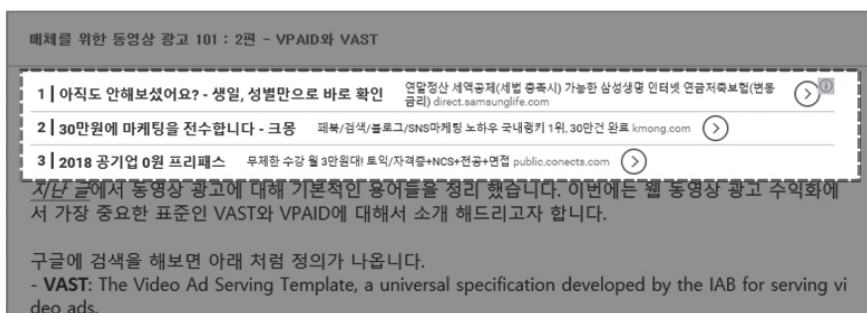 매체를 위한 동영상 광고 101 : 2편 - VPAID와 VAST
1 | 아직도 안해보셨어요? - 생일, 성별만으로 바로 확인 연말정산 세액공제(세법 충족시) 가능한 삼성생명 인터넷 연금저축보험(변동
금리) direct.samsunglife.com
2 | 30만원에 마케팅을 전수합니다 - 크몽 페북/검색/블로그/SNS마케팅 노하우 국내랭키 1위, 30만건 완료 kmong.com
3 | 2018 공기업 0원 프리패스 무제한 수강 월 3만원대! 토익/자격증+NCS+전공+면접 public.conects.com
지난 글에서 동영상 광고에 대해 기본적인 용어들을 정리 했습니다. 이번에는 웹 동영상 광고 수익화에
서 가장 중요한 표준인 VAST와 VPAID에 대해서 소개 해드리고자 합니다.
구글에 검색을 해보면 아래 처럼 정의가 나옵니다.
- VAST: The Video Ad Serving Template, a universal specification developed by the IAB for serving vi
deo ads.